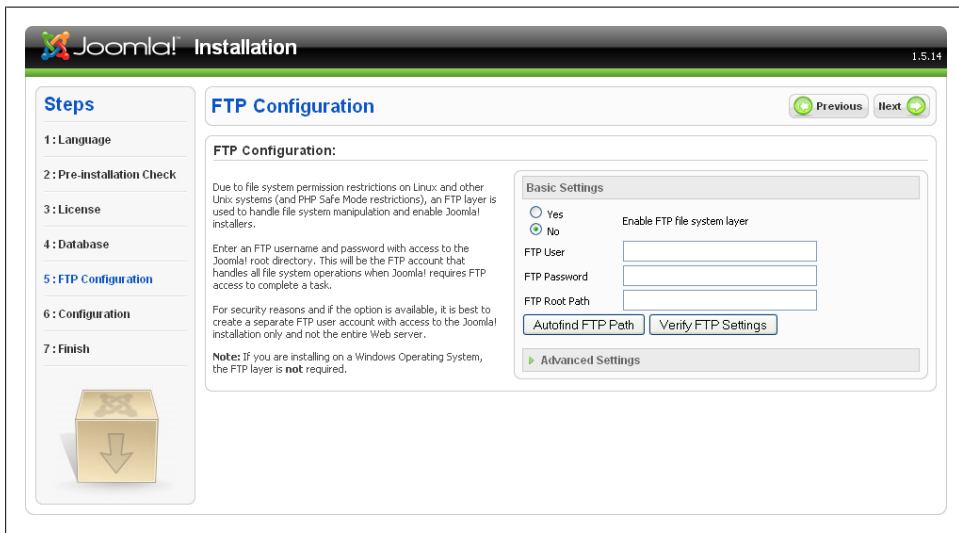 Joomla! Installation
1.5.14
Steps
1 : Language
2 : Pre-installation Check
3 : License
4 : Database
5 : FTP Configuration
6 : Configuration
7 : Finish
FTP Configuration
Previous
Next
FTP Configuration:
Due to file system permission restrictions on Linux and other
Unix systems (and PHP Safe Mode restrictions), an FTP layer is
used to handle file system manipulation and enable Joomla!
installers.
Enter an FTP username and password with access to the
Joomla! root directory. This will be the FTP account that
handles all file system operations when Joomla! requires FTP
access to complete a task.
For security reasons and if the option is available, it is best to
create a separate FTP user account with access to the Joomla!
installation only and not the entire Web server.
Note: If you are installing on a Windows Operating System,
the FTP layer is not required.
Basic Settings
Yes
No
Enable FTP file system layer
FTP User
FTP Password
FTP Root Path
Autofind FTP Path
Verify FTP Settings
Advanced Settings